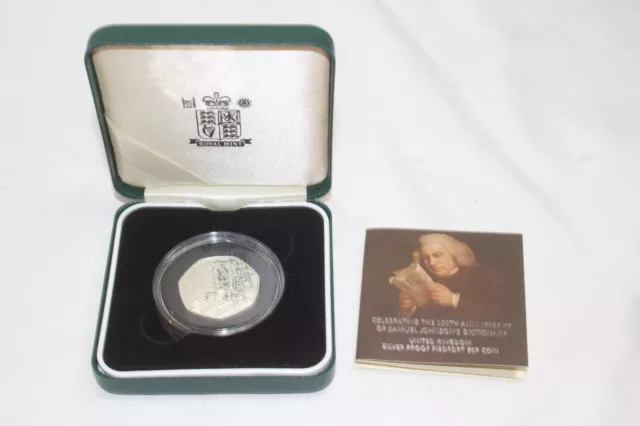 ROYAL MINT
CELEBRATING THE 250TH ANNIVERSARY
OF SAMUEL JOHNSON'S DICTIONARY
UNITED KINGDOM
SILVER PROOF PIEDFORT 50P COIN